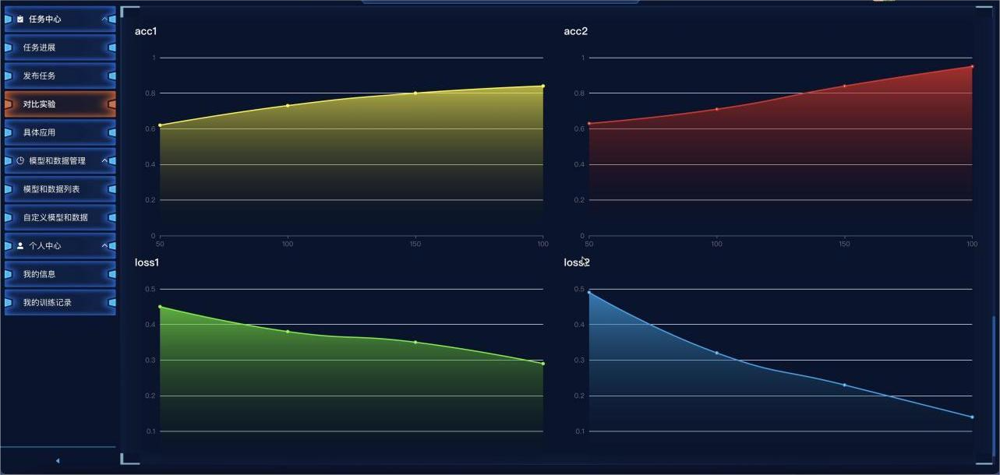 任务中心
任务进展
发布任务
对比实验
具体应用
模型和数据管理
模型和数据列表
自定义模型和数据
个人中心
我的信息
我的训练记录
acc1
1
0.8
0.6
0.4
0.2
0
50 100 150 100
acc2
1
0.8
0.6
0.4
0.2
0
50 100 150 100
loss1
0.5
0.4
0.3
0.2
0.1
loss2
0.5
0.4
0.3
0.2
0.1